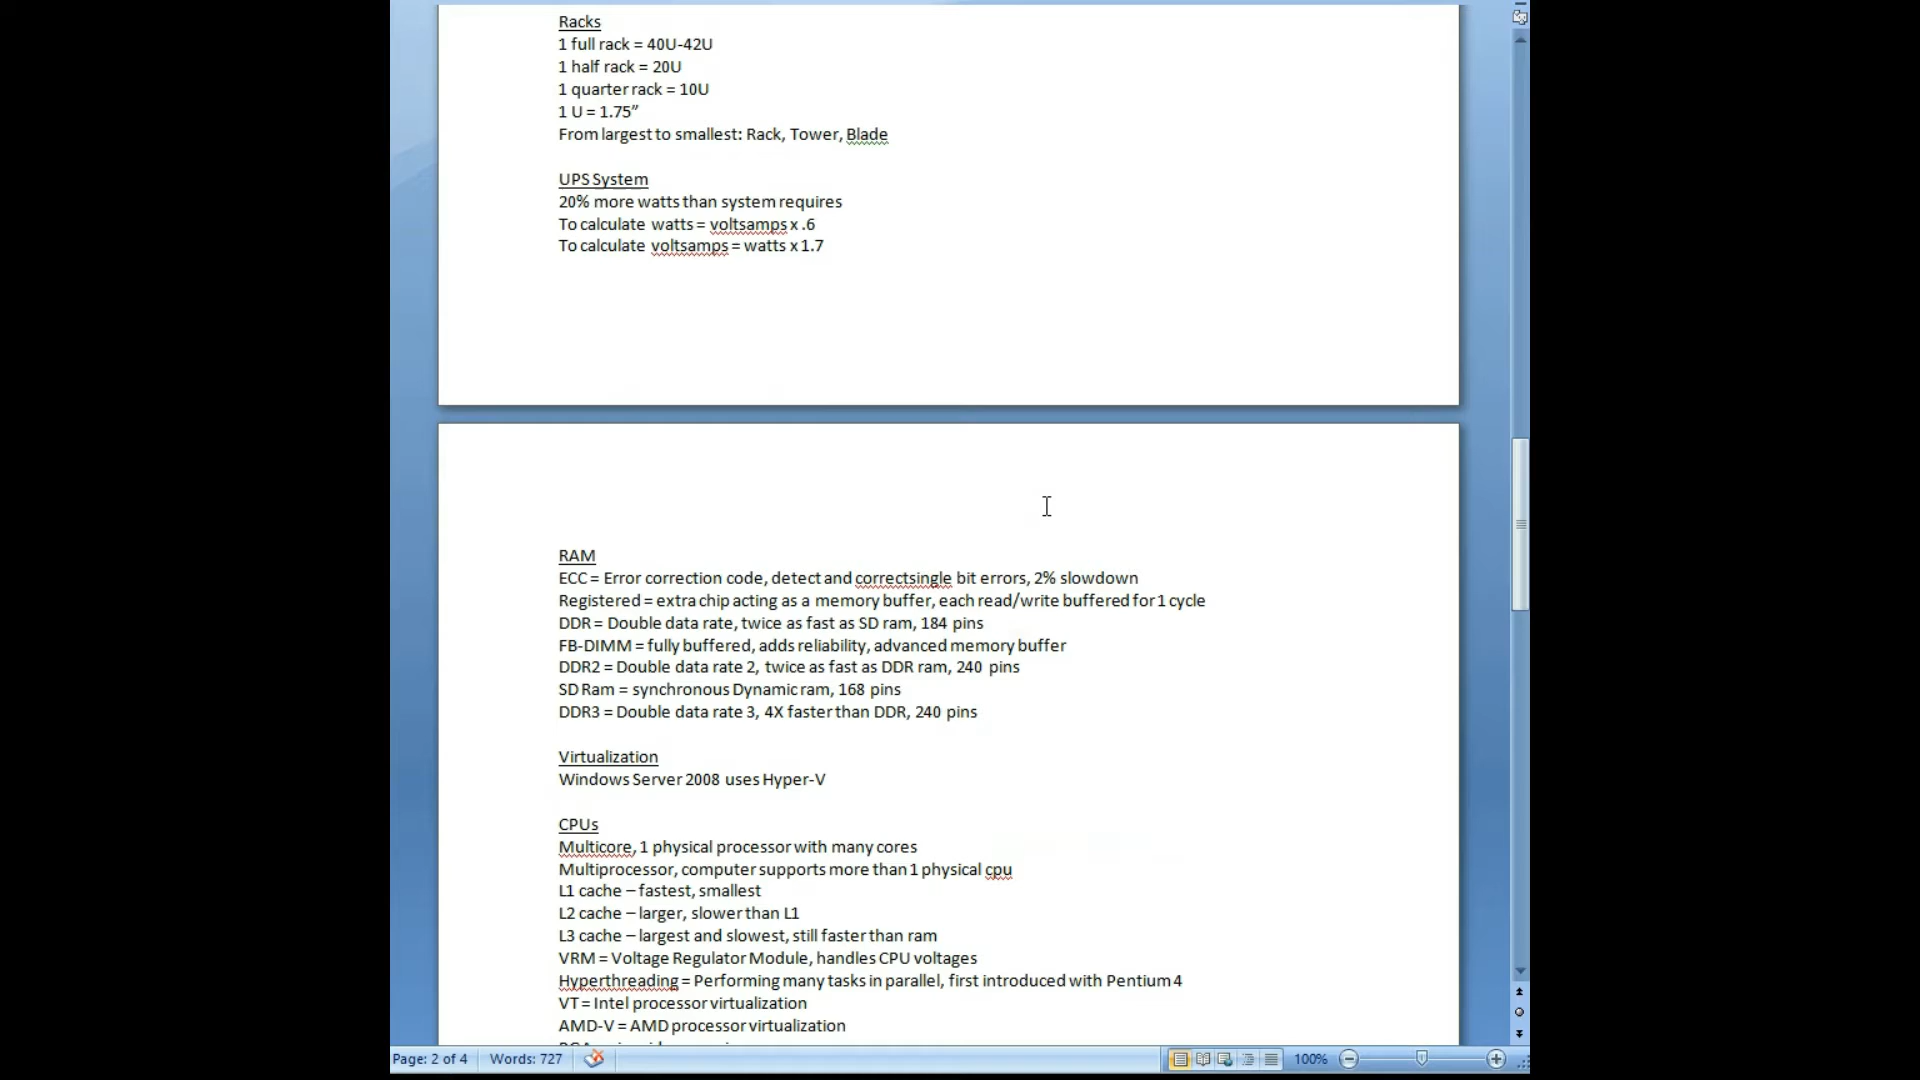 Racks
1 full rack = 40U-42U
1 half rack = 20U
1 quarter rack = 10U
1 U = 1.75”
From largest to smallest: Rack, Tower, Blade
UPS System
20% more watts than system requires
To calculate watts = voltsamps x .6
To calculate voltsamps = watts x 1.7
RAM
ECC = Error correction code, detect and correctsingle bit errors, 2% slowdown
Registered = extra chip acting as a memory buffer, each read/write buffered for 1 cycle
DDR = Double data rate, twice as fast as SD ram, 184 pins
FB-DIMM = fully buffered, adds reliability, advanced memory buffer
DDR2 = Double data rate 2, twice as fast as DDR ram, 240 pins
SD Ram = synchronous Dynamic ram, 168 pins
DDR3 = Double data rate 3, 4X faster than DDR, 240 pins
Virtualization
Windows Server 2008 uses Hyper-V
CPUs
Multicore, 1 physical processor with many cores
Multiprocessor, computer supports more than 1 physical cpu
L1 cache – fastest, smallest
L2 cache – larger, slower than L1
L3 cache – largest and slowest, still faster than ram
VRM = Voltage Regulator Module, handles CPU voltages
Hyperthreading = Performing many tasks in parallel, first introduced with Pentium 4
VT = Intel processor virtualization
AMD-V = AMD processor virtualization
Page: 2 of 4 Words: 727 100%